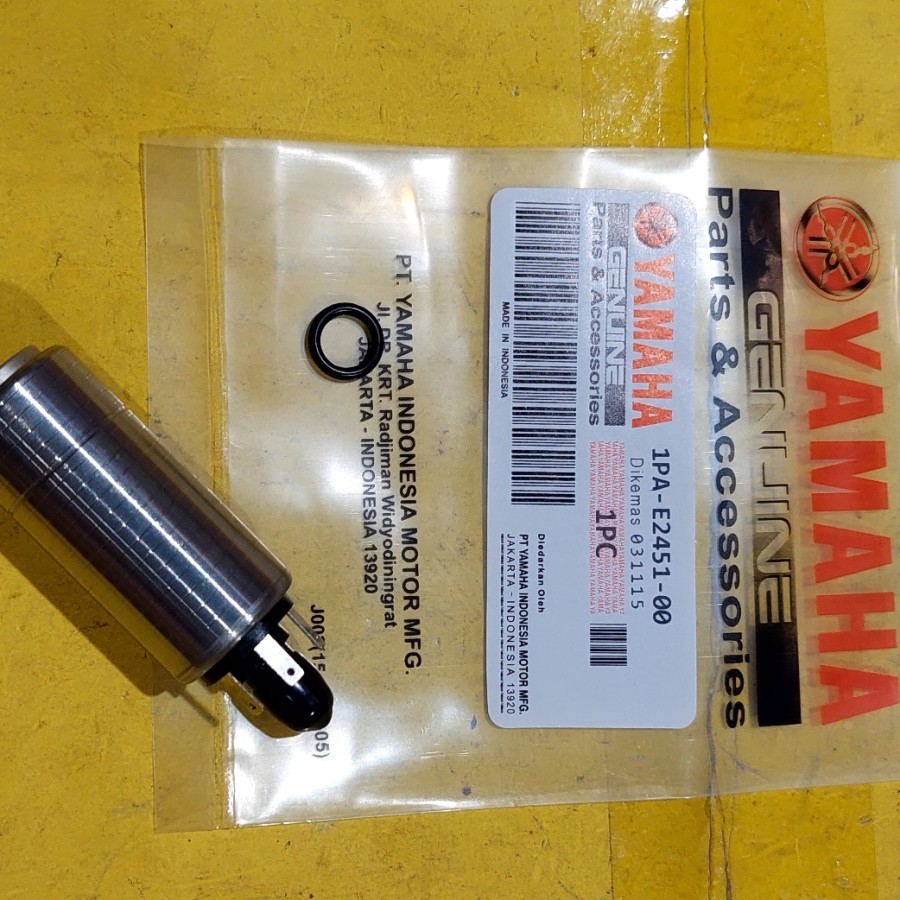 YAMAHA
GENUINE
Parts & Accessories
YAMAHA
GENUINE
Parts & Accessories
MADE IN INDONESIA
1PA-E2451-00
Dikemas 031115
1PC
Diedarkan Oleh
PT YAMAHA INDONESIA MOTOR MFG.
JAKARTA - INDONESIA 13920
PT. YAMAHA INDONESIA MOTOR MFG.
Jl. DR. KRT. Radjiman Widyodiningrat
JAKARTA - INDONESIA 13920